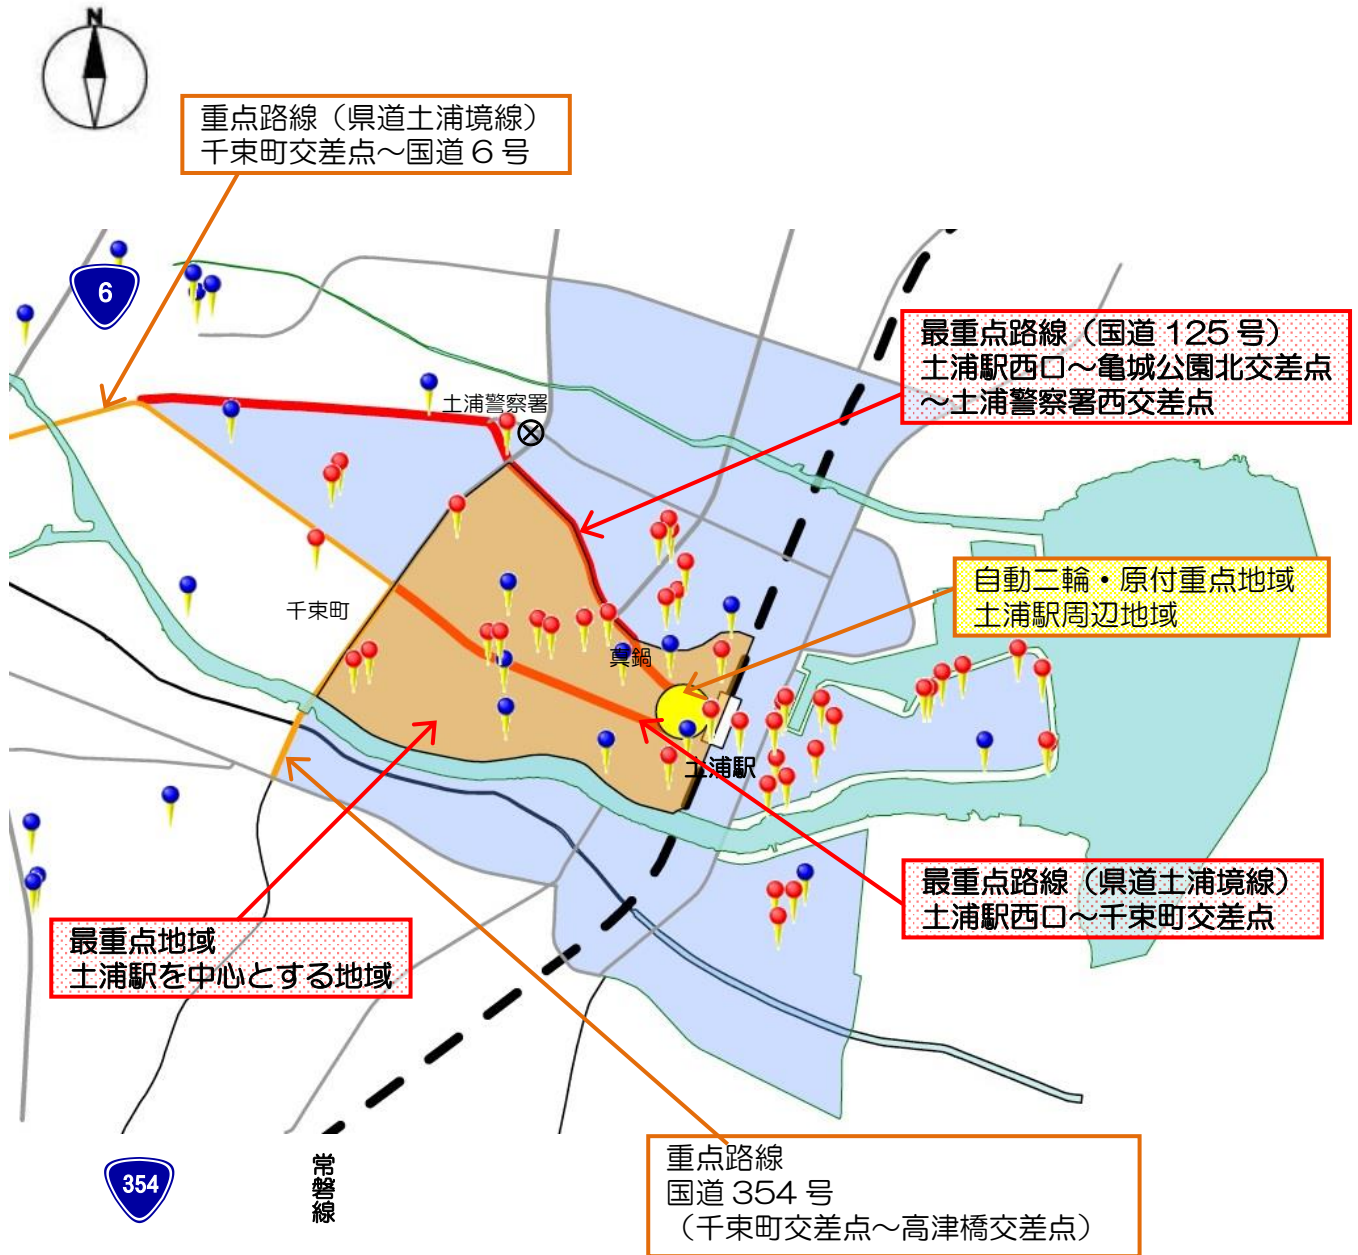 N
重点路線（県道土浦境線）
千束町交差点～国道６号
6
最重点路線（国道 125 号）
土浦駅西口～亀城公園北交差点
～土浦警察署西交差点
土浦警察署
自動二輪・原付重点地域
土浦駅周辺地域
千束町
真鍋
土浦駅
最重点路線（県道土浦境線）
土浦駅西口～千束町交差点
最重点地域
土浦駅を中心とする地域
重点路線
国道 354 号
（千束町交差点～高津橋交差点）
354
常磐線